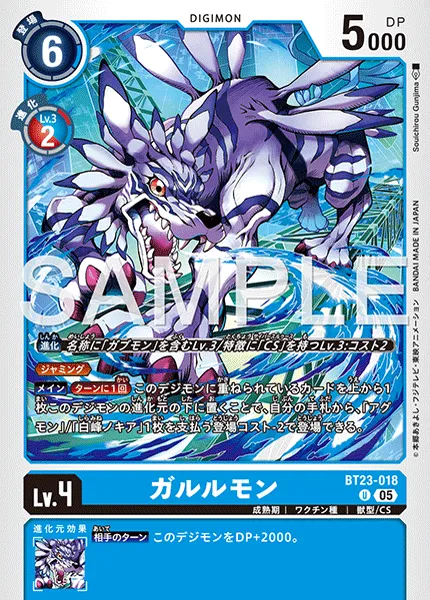 登場
6
DIGIMON
DP
5000
進化
Lv.3
2
Souichirou Gunjima
SAMPLE
進化 名称に「ガブモン」を含むLv.3/特徴に「CS」を持つLv.3:コスト2
ジャミング
メイン ターンに1回 このデジモンに重ねられているカードを上から1
枚このデジモンの進化元の下に置くことで、自分の手札から、「アグ
モン」/「白峰ノキア」1枚を支払う登場コスト-2で登場できる。
©本郷あきよし・フジテレビ・東映アニメーション BANDAI MADE IN JAPAN
Lv.4
ガルルモン
BT23-018
U 05
成熟期 | ワクチン種 | 獣型/CS
進化元効果
相手のターン このデジモンをDP+2000。